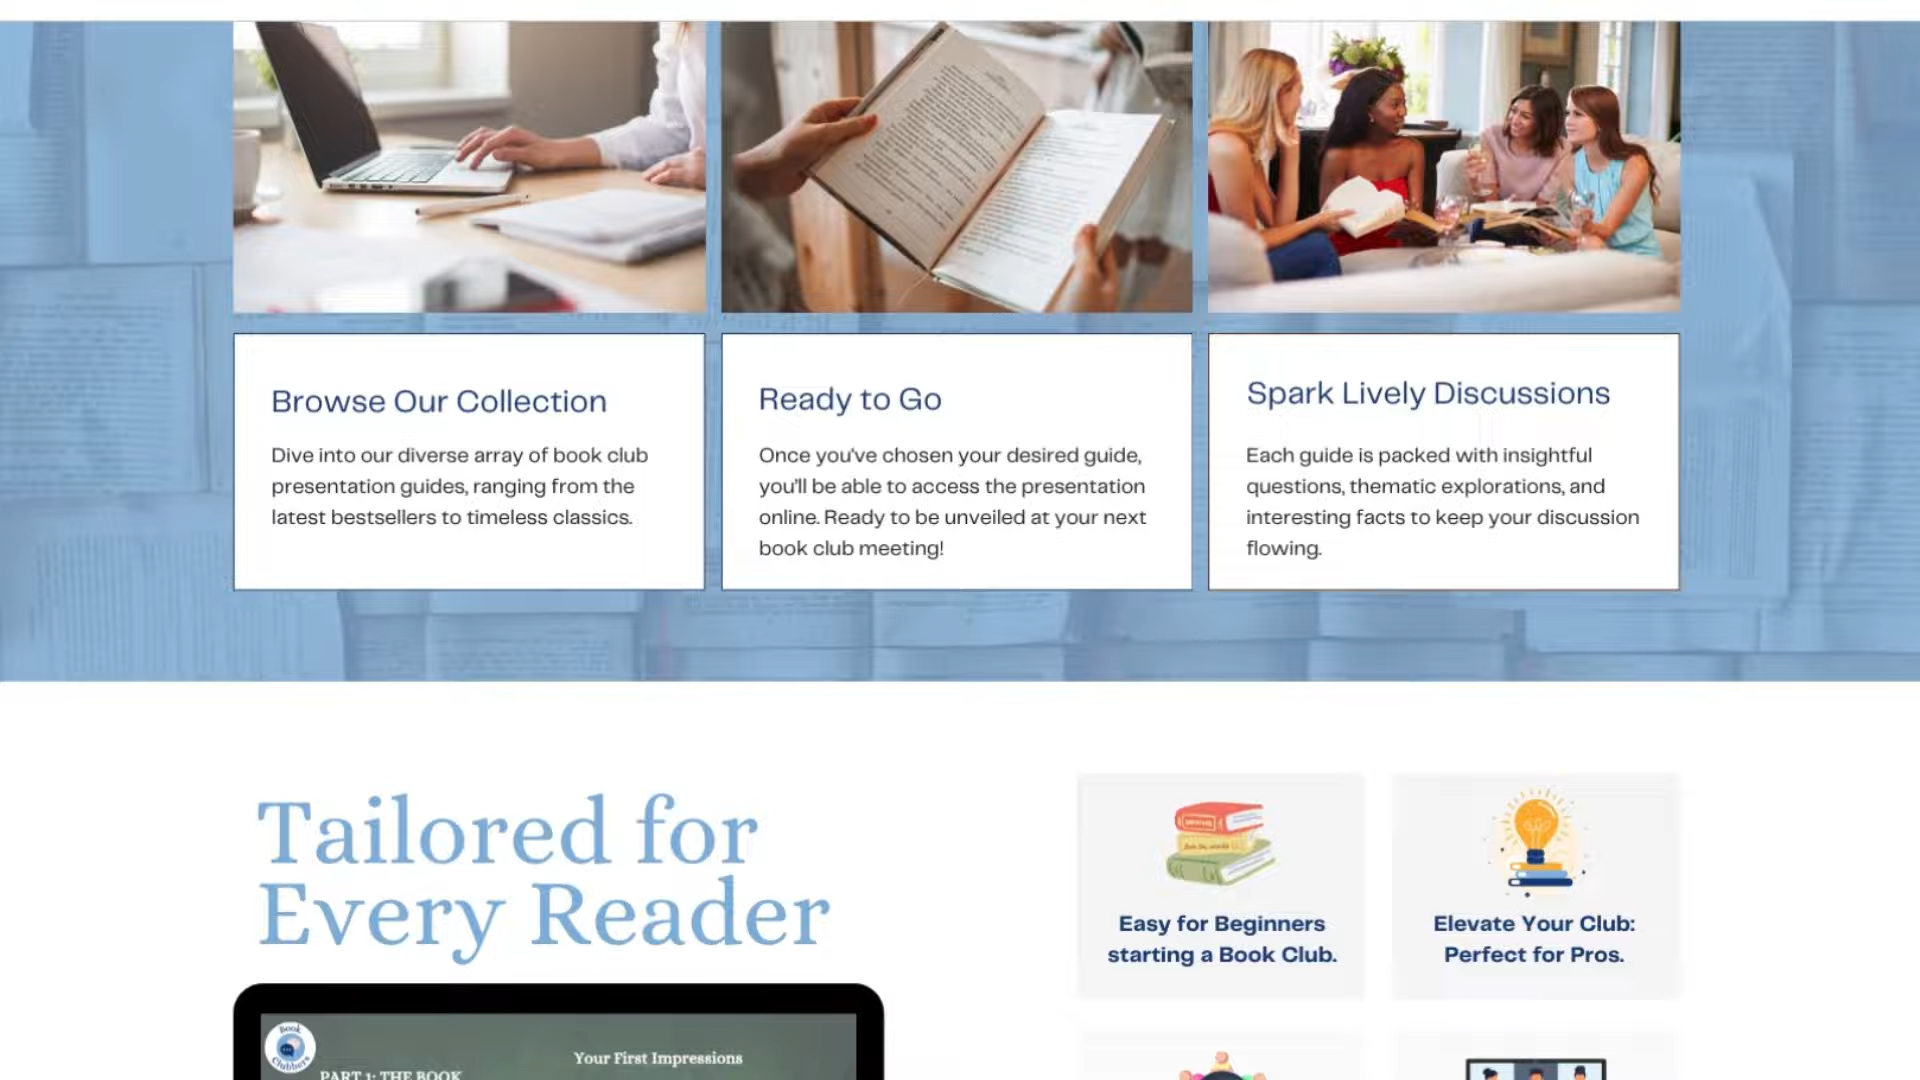 Browse Our Collection
Dive into our diverse array of book club
presentation guides, ranging from the
latest bestsellers to timeless classics.
Ready to Go
Once you've chosen your desired guide,
you'll be able to access the presentation
online. Ready to be unveiled at your next
book club meeting!
Spark Lively Discussions
Each guide is packed with insightful
questions, thematic explorations, and
interesting facts to keep your discussion
flowing.
Tailored for
Every Reader
Easy for Beginners
starting a Book Club.
Elevate Your Club:
Perfect for Pros.
Book
Clubbers
Your First Impressions
PART 1: THE BOOK